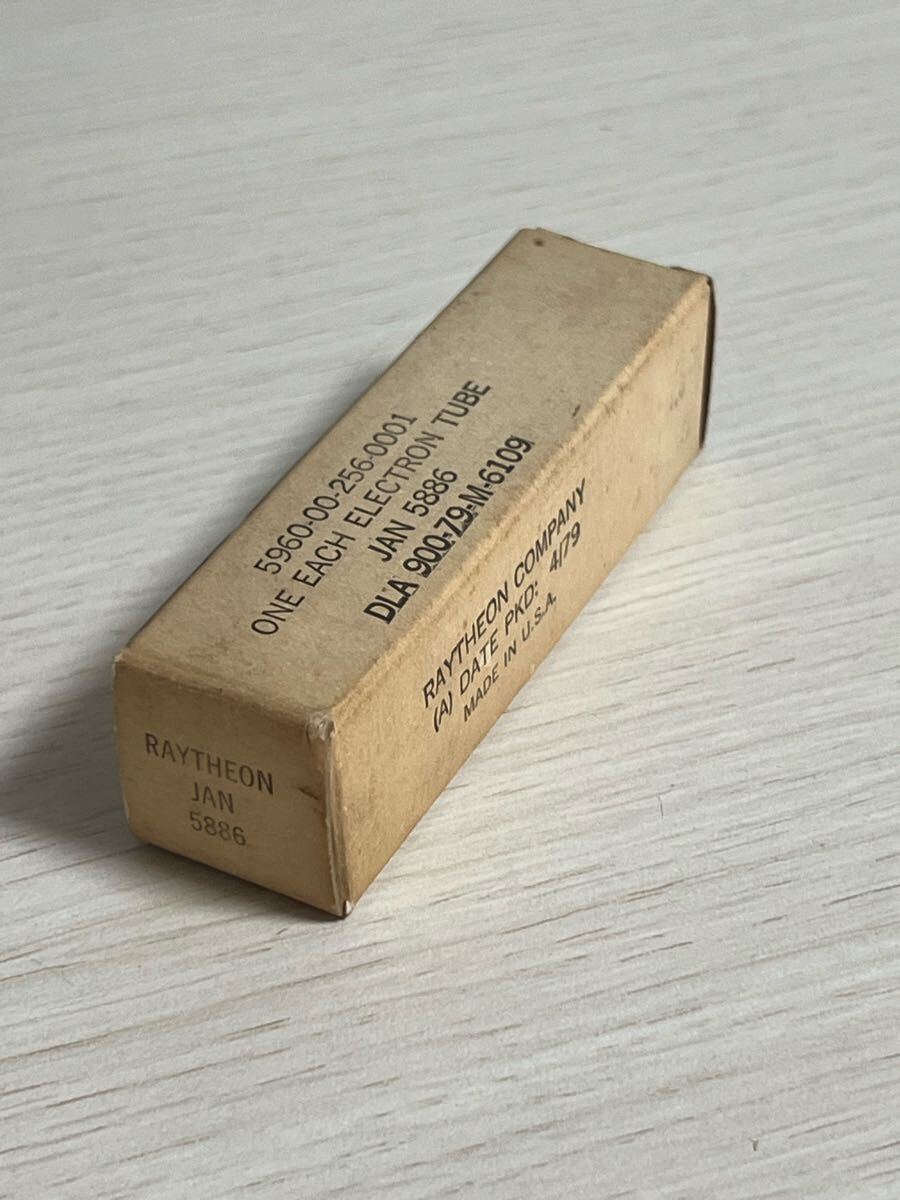 5960-00-256-0001
ONE EACH ELECTRON TUBE
JAN 5886
DLA 900-79-M-6109
RAYTHEON COMPANY
(A) DATE PKD: 4/79
MADE IN U.S.A.
RAYTHEON
JAN
5886